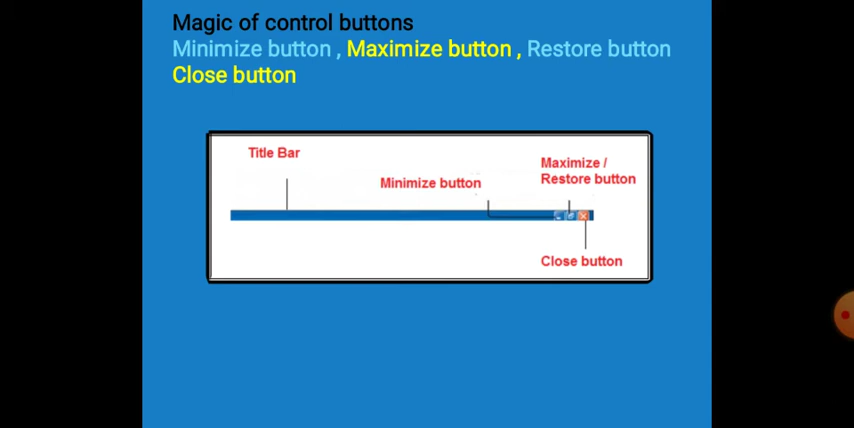 Magic of control buttons
Minimize button , Maximize button , Restore button
Close button
Title Bar
Minimize button
Maximize /
Restore button
Close button